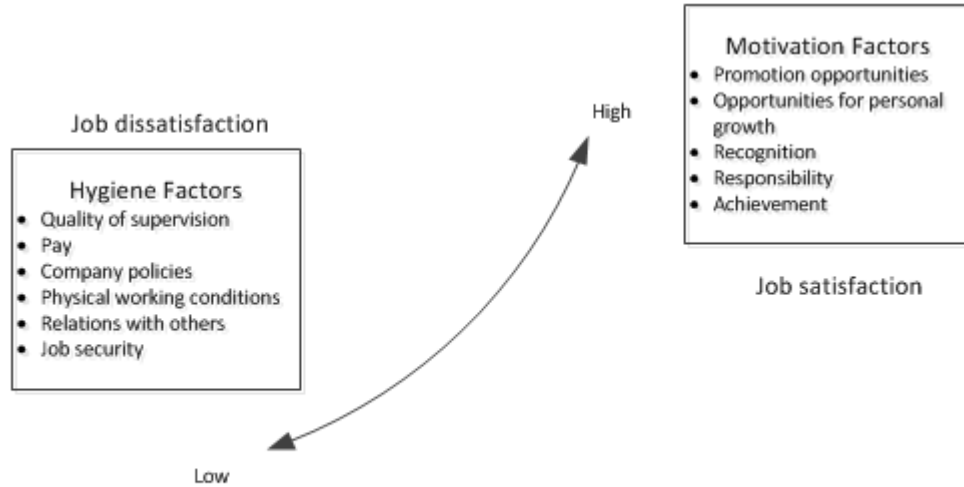 Job dissatisfaction
Hygiene Factors
• Quality of supervision
• Pay
• Company policies
• Physical working conditions
• Relations with others
• Job security
Low
High
Motivation Factors
• Promotion opportunities
• Opportunities for personal
growth
• Recognition
• Responsibility
• Achievement
Job satisfaction